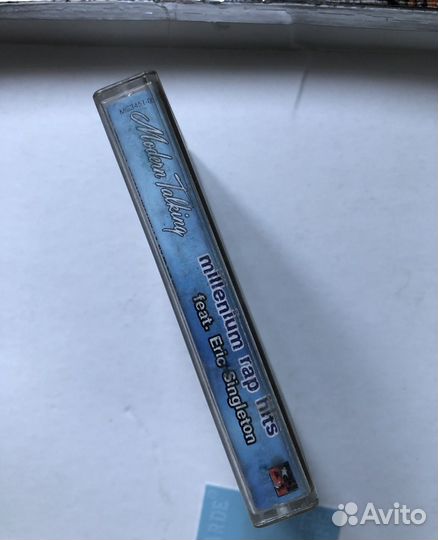 Modern Talking
millenium rap hits
feat. Eric Singleton
Avito